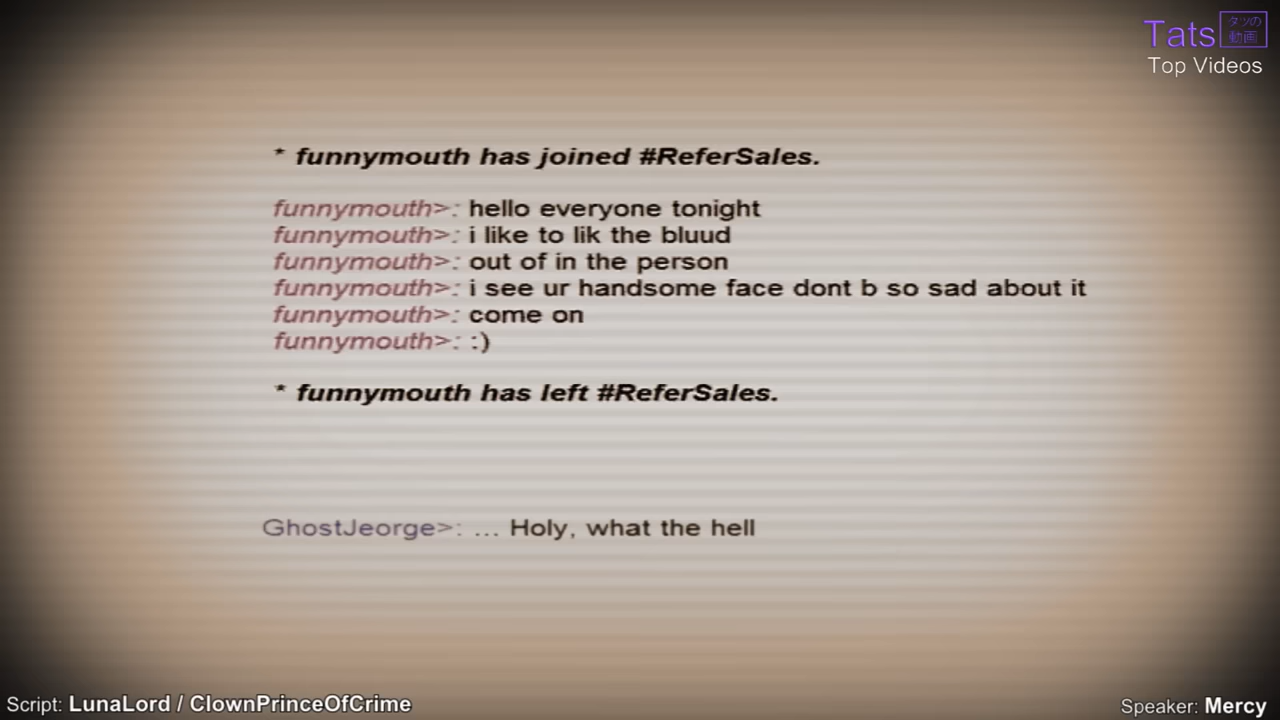 Tats タツの動画
Top Videos
* funnymouth has joined #ReferSales.
funnymouth>: hello everyone tonight
funnymouth>: i like to lik the bluud
funnymouth>: out of in the person
funnymouth>: i see ur handsome face dont b so sad about it
funnymouth>: come on
funnymouth>: :)
* funnymouth has left #ReferSales.
GhostJeorge>: ... Holy, what the hell
Script: LunaLord / ClownPrinceOfCrime
Speaker: Mercy